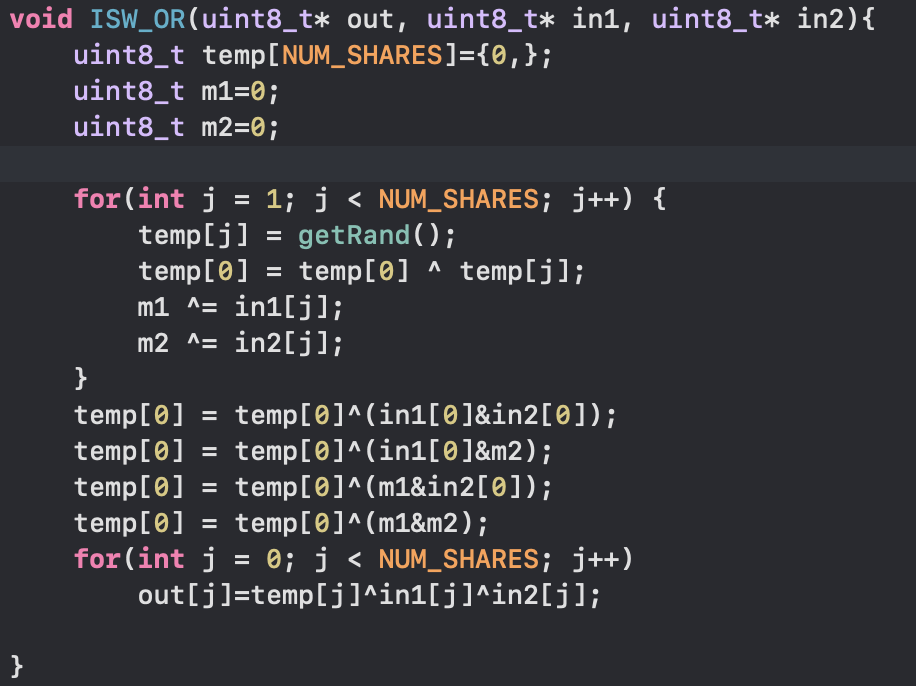 void ISW_OR(uint8_t* out, uint8_t* in1, uint8_t* in2){
    uint8_t temp[NUM_SHARES]={0,};
    uint8_t m1=0;
    uint8_t m2=0;

    for(int j = 1; j < NUM_SHARES; j++) {
        temp[j] = getRand();
        temp[0] = temp[0] ^ temp[j];
        m1 ^= in1[j];
        m2 ^= in2[j];
    }
    temp[0] = temp[0]^(in1[0]&in2[0]);
    temp[0] = temp[0]^(in1[0]&m2);
    temp[0] = temp[0]^(m1&in2[0]);
    temp[0] = temp[0]^(m1&m2);
    for(int j = 0; j < NUM_SHARES; j++)
        out[j]=temp[j]^in1[j]^in2[j];

}